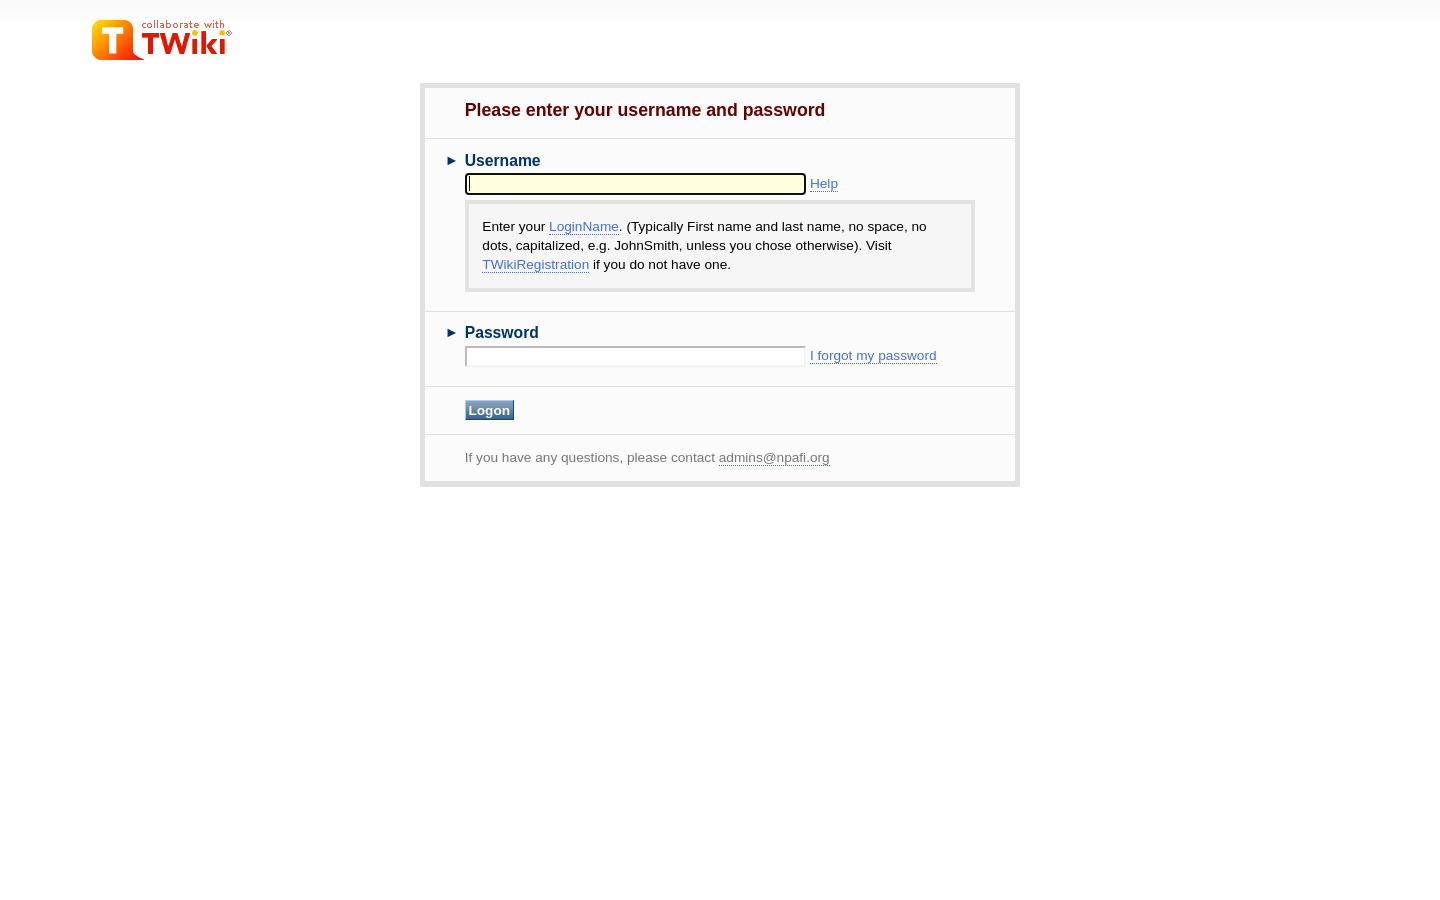 collaborate with
TWiki®
Please enter your username and password
► Username
Help
Enter your LoginName. (Typically First name and last name, no space, no
dots, capitalized, e.g. JohnSmith, unless you chose otherwise). Visit
TWikiRegistration if you do not have one.
► Password
I forgot my password
Logon
If you have any questions, please contact admins@npafi.org